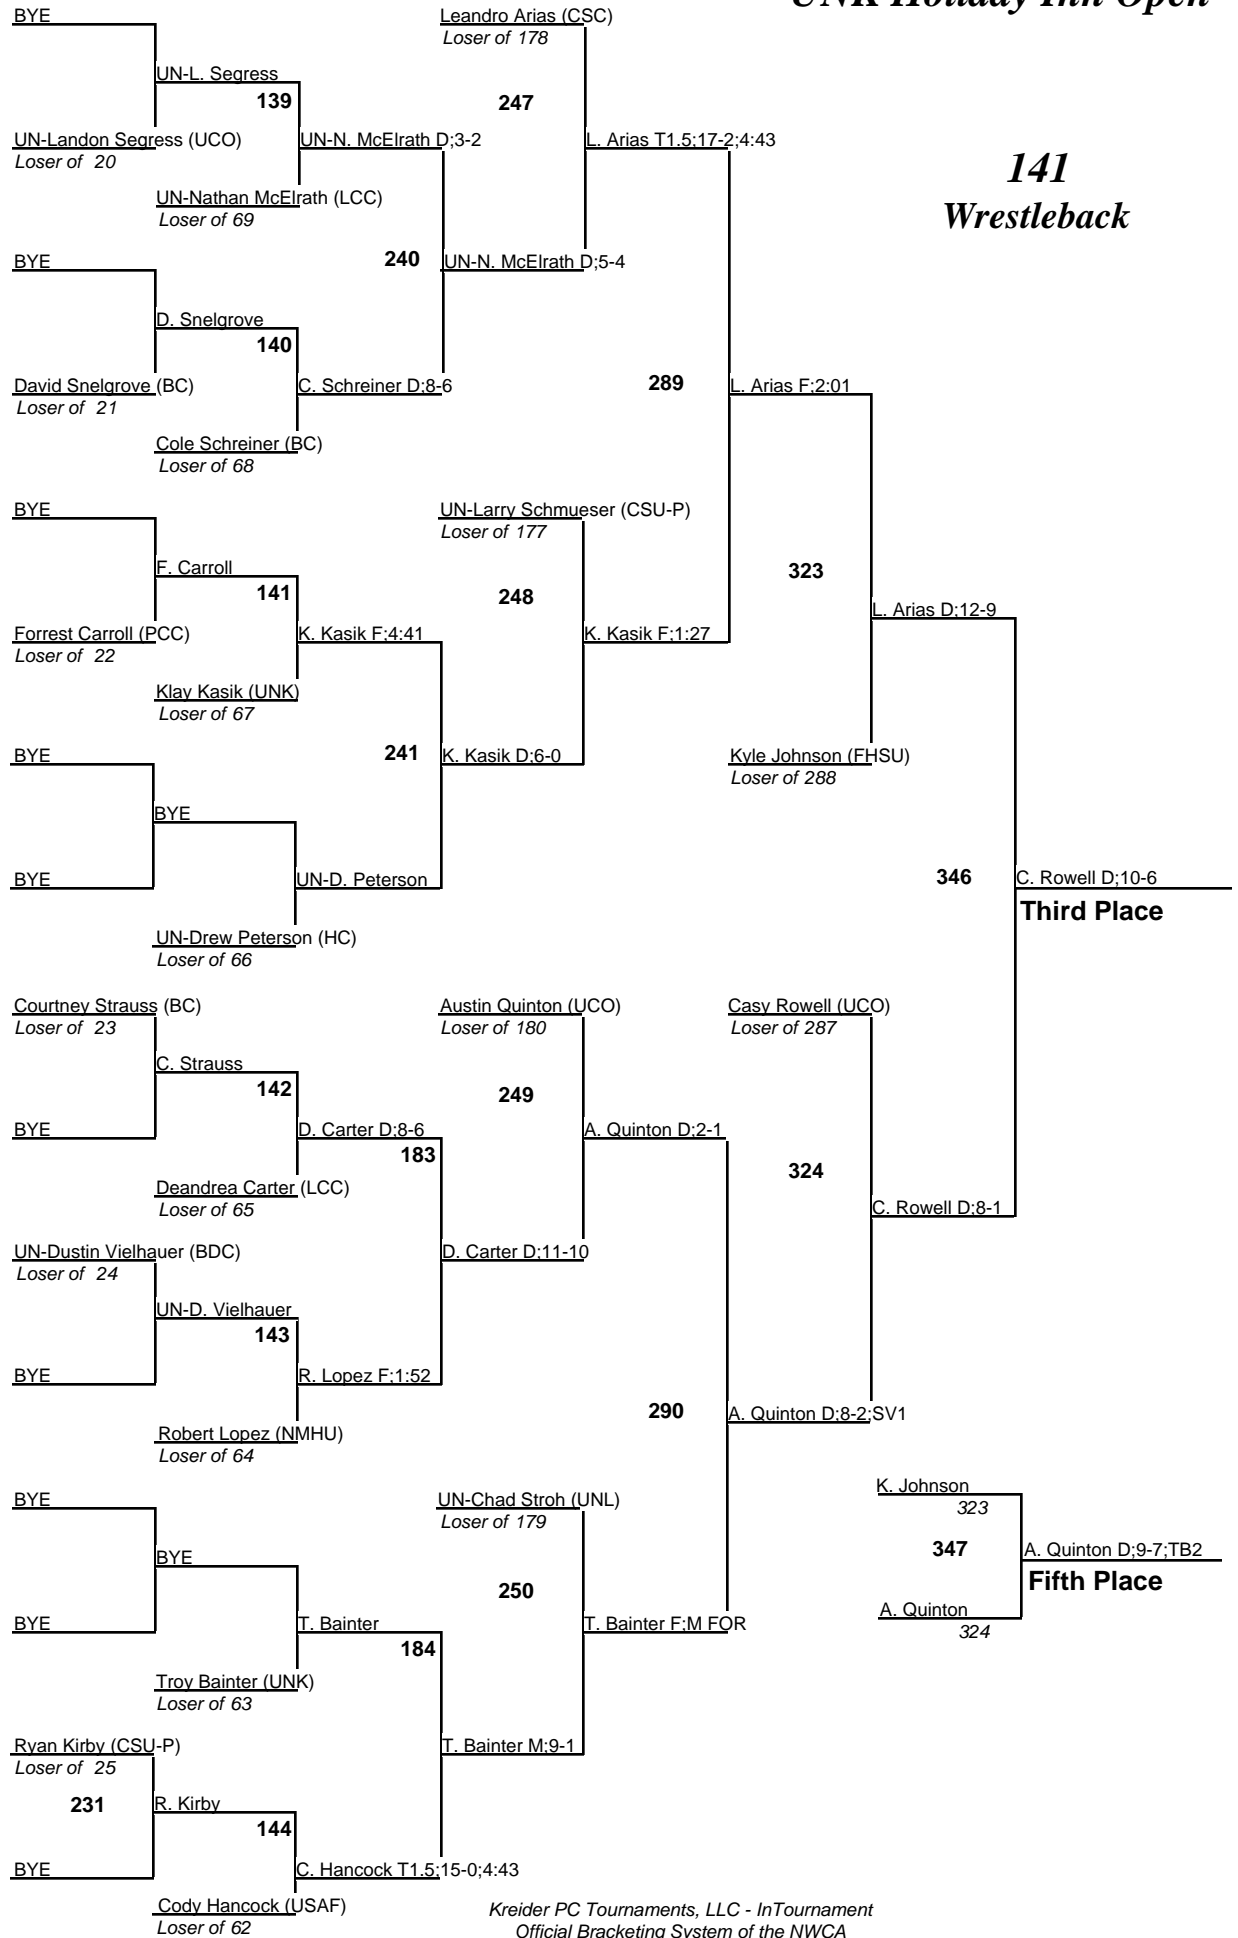 UNK Holiday Inn Open
BYE
Leandro Arias (CSC)
Loser of 178
UN-L. Segress
139
247
UN-Landon Segress (UCO)
Loser of 20
UN-N. McElrath D;3-2
L. Arias T1.5;17-2;4:43
141
Wrestleback
UN-Nathan McElrath (LCC)
Loser of 69
BYE
240
UN-N. McElrath D;5-4
D. Snelgrove
140
David Snelgrove (BC)
Loser of 21
C. Schreiner D;8-6
289
L. Arias F;2:01
Cole Schreiner (BC)
Loser of 68
BYE
UN-Larry Schmueser (CSU-P)
Loser of 177
F. Carroll
141
248
323
Forrest Carroll (PCC)
Loser of 22
K. Kasik F;4:41
K. Kasik F;1:27
L. Arias D;12-9
Klay Kasik (UNK)
Loser of 67
BYE
241
K. Kasik D;6-0
Kyle Johnson (FHSU)
Loser of 288
BYE
BYE
UN-D. Peterson
346
C. Rowell D;10-6
Third Place
UN-Drew Peterson (HC)
Loser of 66
Courtney Strauss (BC)
Loser of 23
Austin Quinton (UCO)
Loser of 180
Casy Rowell (UCO)
Loser of 287
C. Strauss
142
249
BYE
D. Carter D;8-6
183
A. Quinton D;2-1
324
Deandrea Carter (LCC)
Loser of 65
C. Rowell D;8-1
UN-Dustin Vielhauer (BDC)
Loser of 24
D. Carter D;11-10
UN-D. Vielhauer
143
BYE
R. Lopez F;1:52
290
A. Quinton D;8-2;SV1
Robert Lopez (NMHU)
Loser of 64
BYE
UN-Chad Stroh (UNL)
Loser of 179
K. Johnson
323
BYE
250
347
A. Quinton D;9-7;TB2
Fifth Place
BYE
T. Bainter
184
T. Bainter F;M FOR
A. Quinton
324
Troy Bainter (UNK)
Loser of 63
Ryan Kirby (CSU-P)
Loser of 25
T. Bainter M;9-1
231
R. Kirby
144
BYE
C. Hancock T1.5;15-0;4:43
Cody Hancock (USAF)
Loser of 62
Kreider PC Tournaments, LLC - InTournament
Official Bracketing System of the NWCA